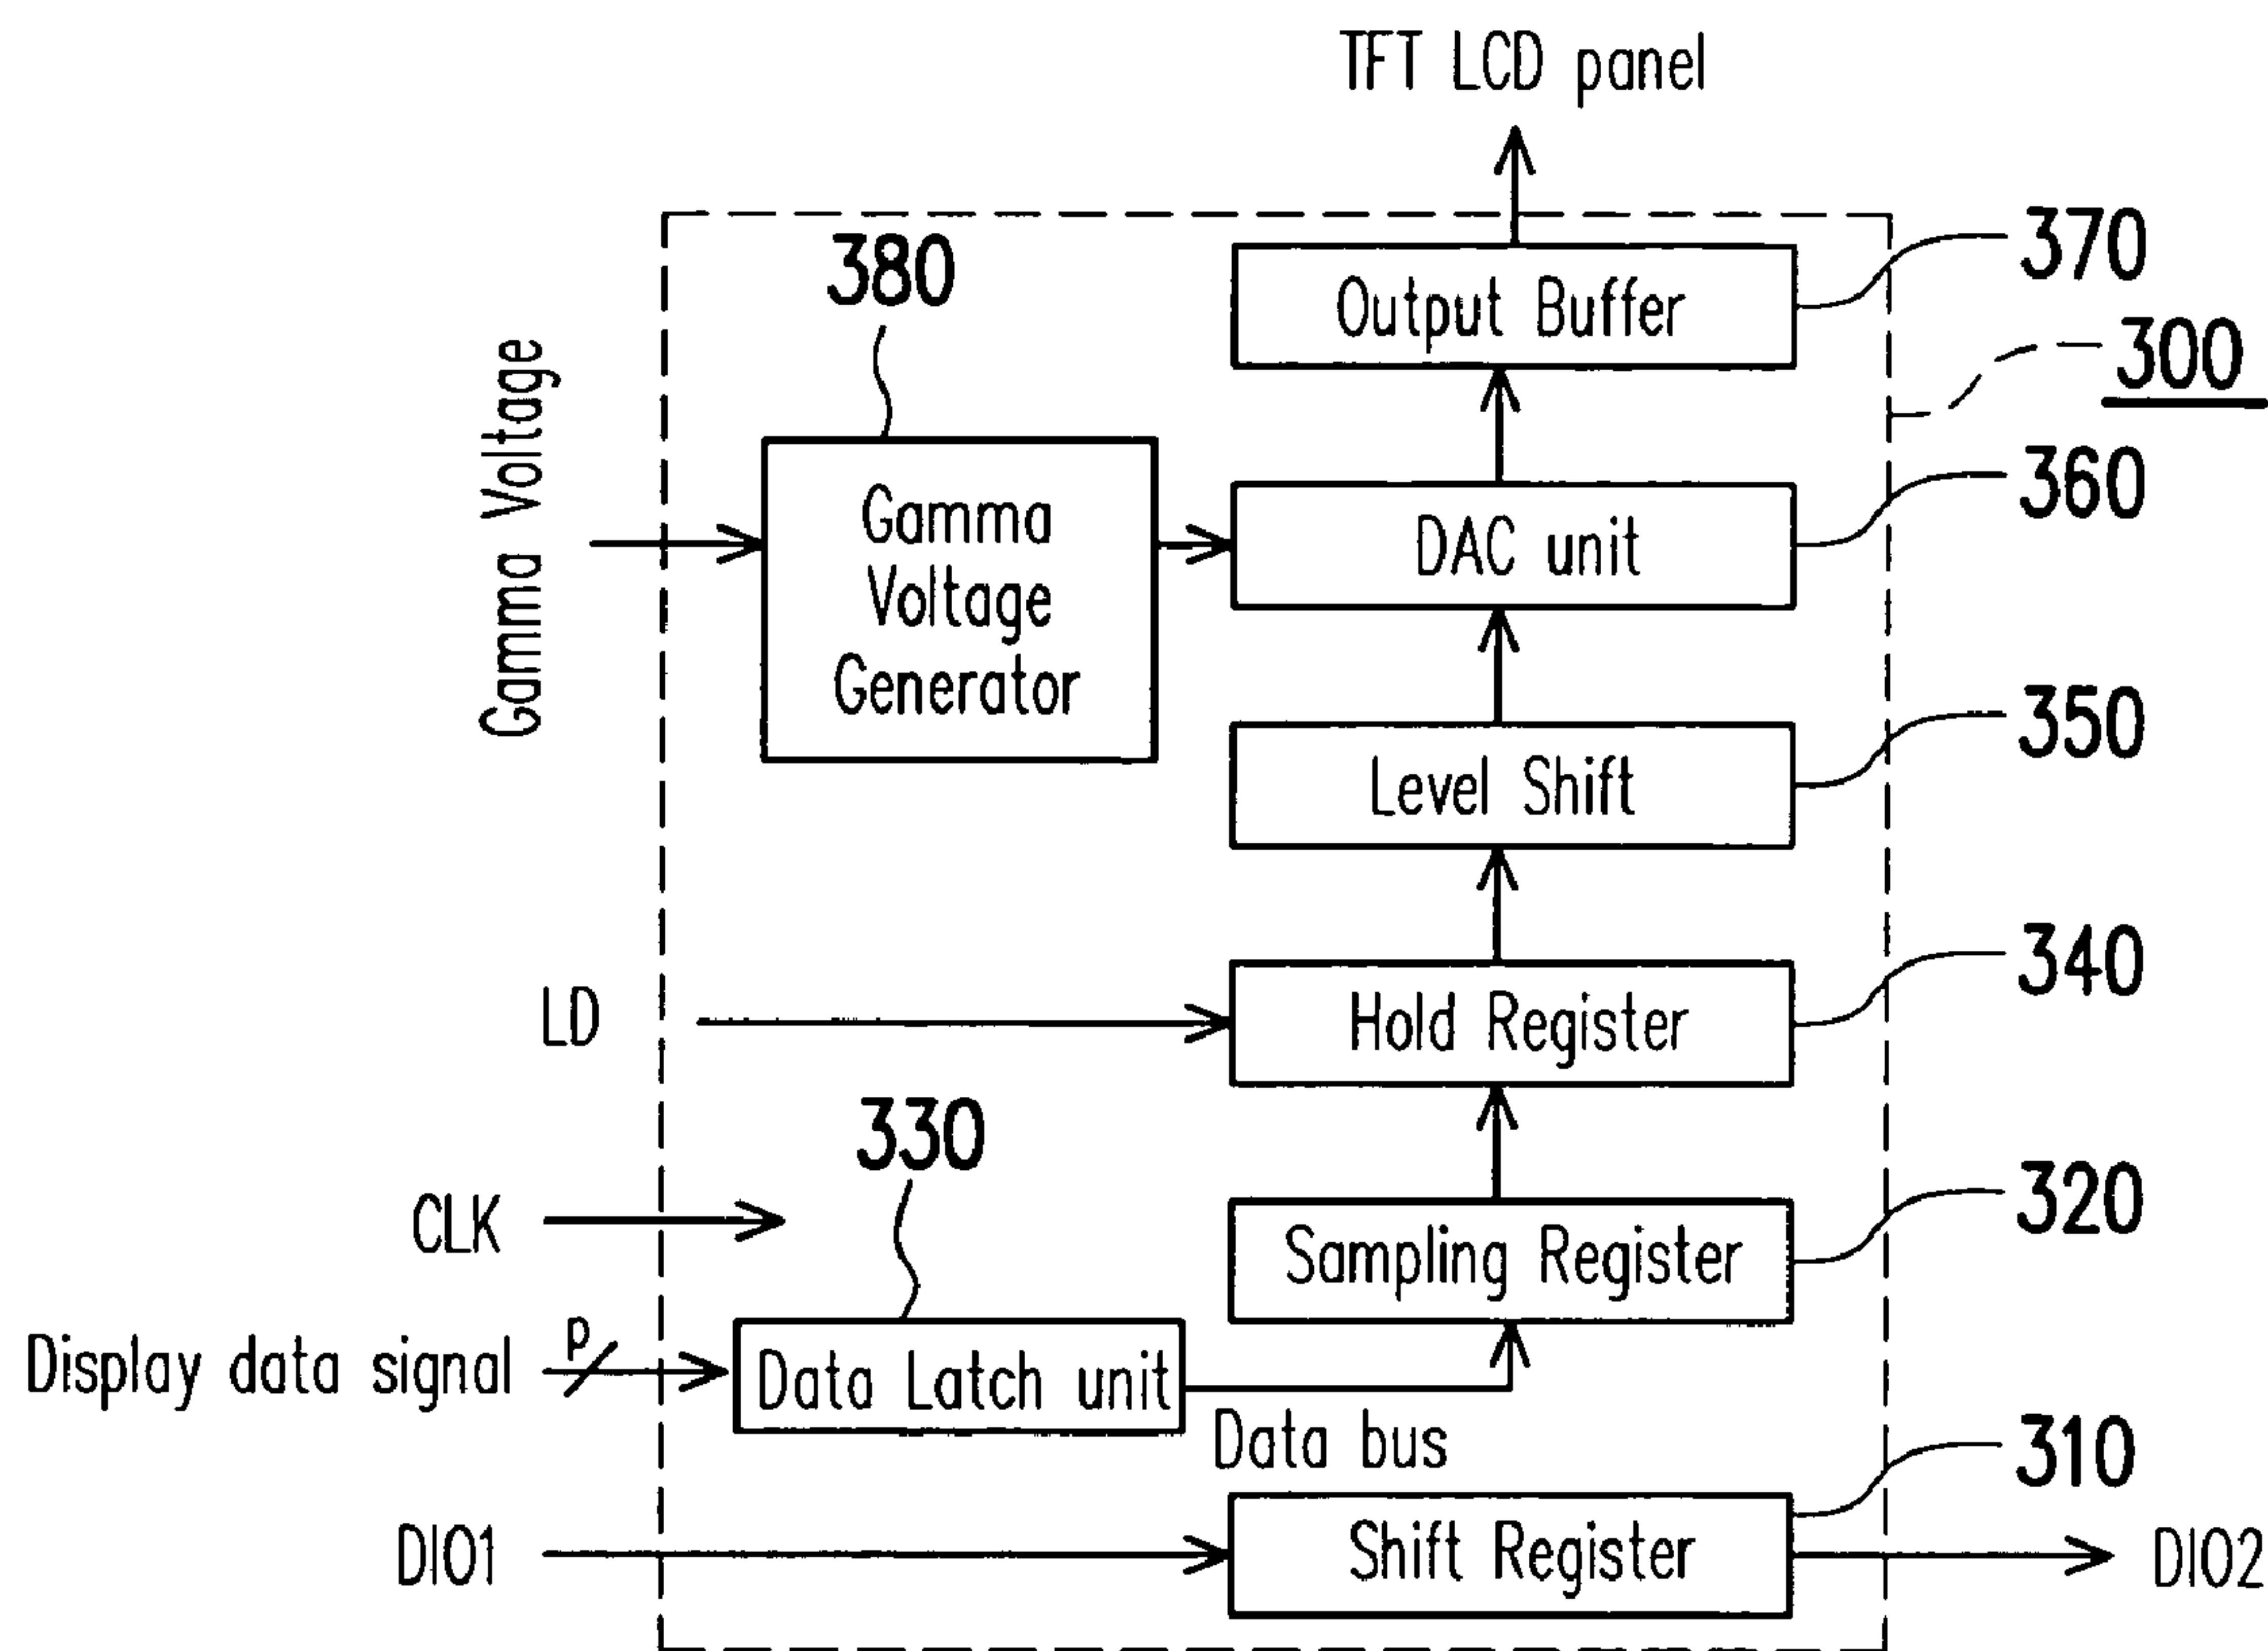 TFT LCD panel
380
Output Buffer
370
300
Gamma Voltage
Gamma
Voltage
Generator
DAC unit
360
Level Shift
350
LD
Hold Register
340
330
CLK
Sampling Register
320
Display data signal
P
Data Latch unit
Data bus
310
DIO1
Shift Register
DIO2